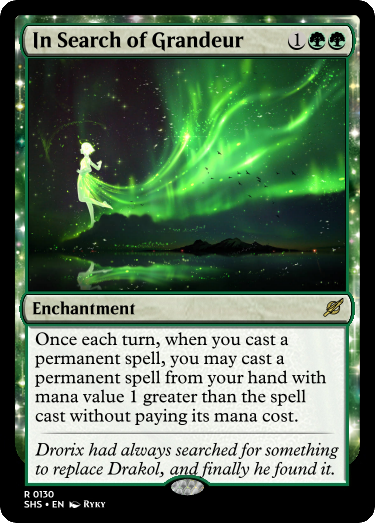 In Search of Grandeur 1
Enchantment
Once each turn, when you cast a
permanent spell, you may cast a
permanent spell from your hand with
mana value 1 greater than the spell
cast without paying its mana cost.
Drorix had always searched for something
to replace Drakol, and finally he found it.
R 0130
SHS • EN Ryky